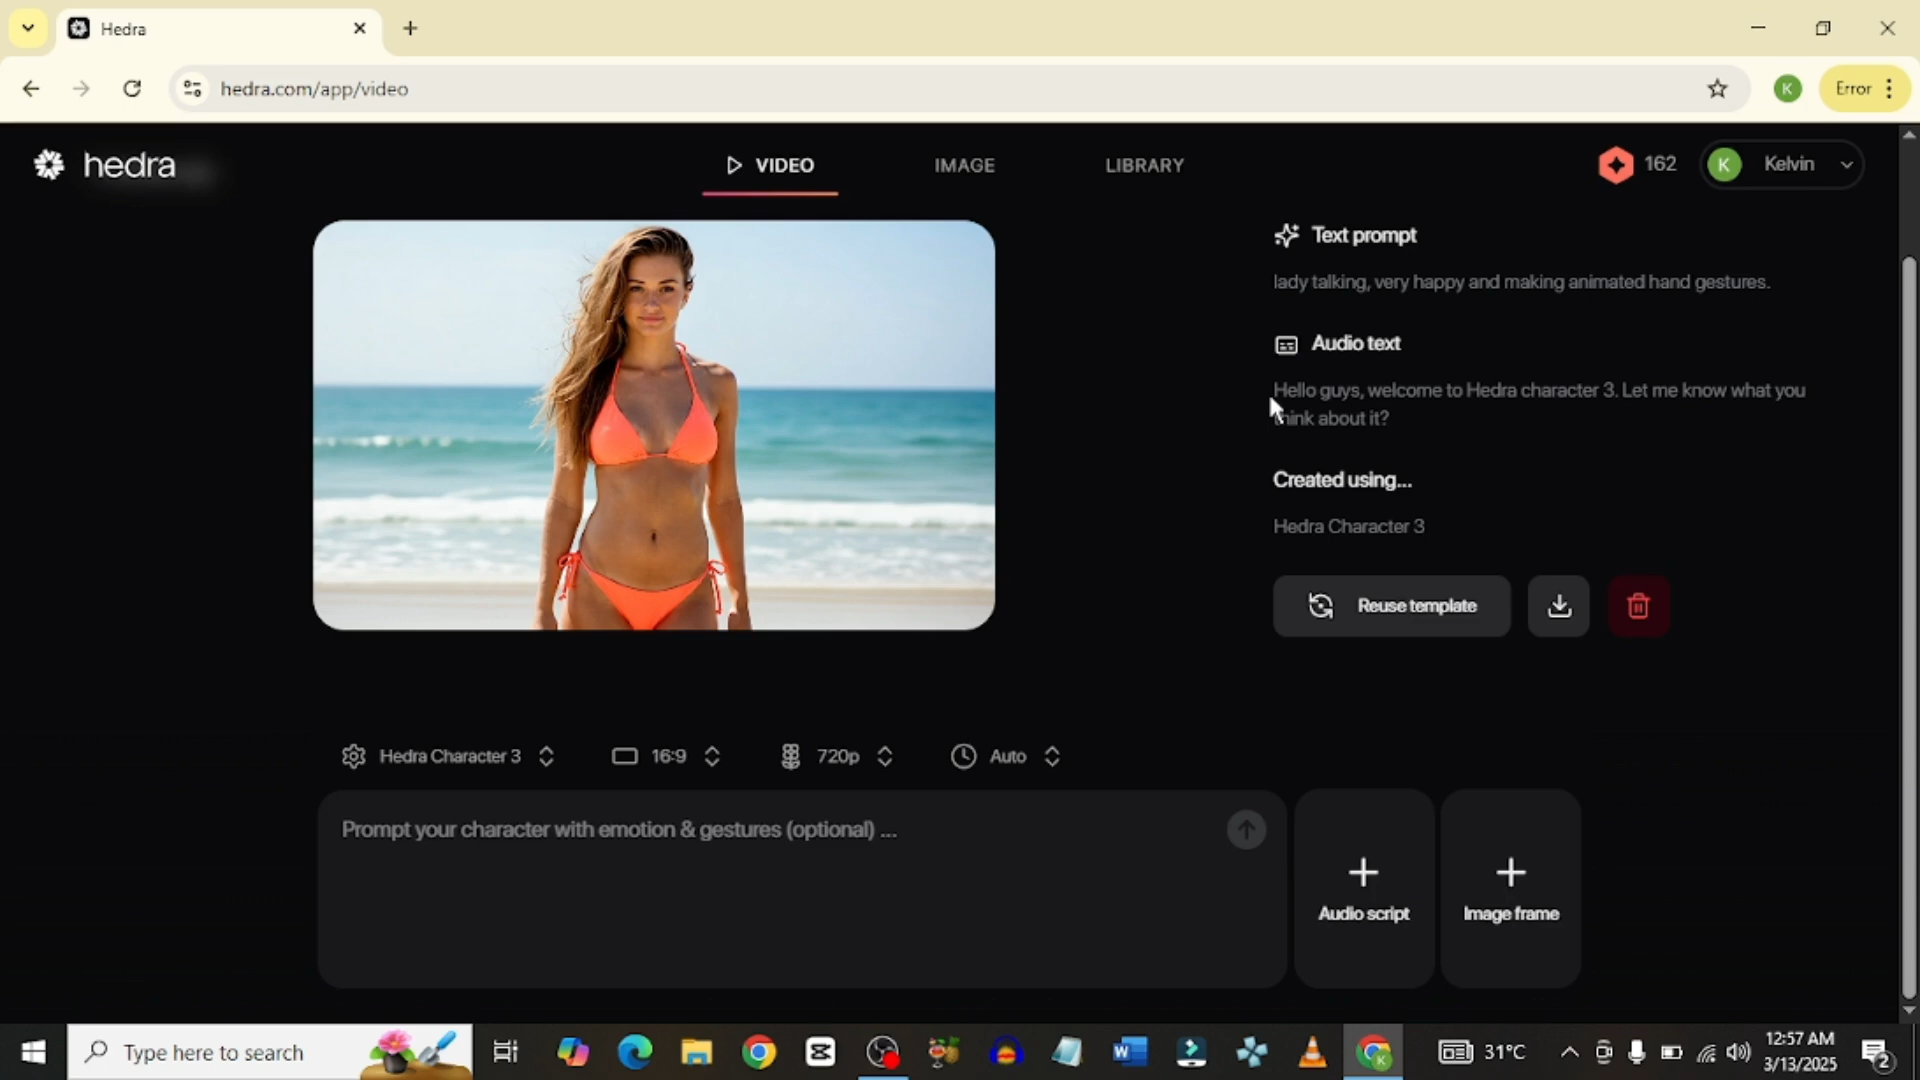 Hedra
hedra.com/app/video
K
Error
hedra
VIDEO
IMAGE
LIBRARY
162
K
Kelvin
Text prompt
lady talking, very happy and making animated hand gestures.
Audio text
Hello guys, welcome to Hedra character 3. Let me know what you
think about it?
Created using...
Hedra Character 3
Reuse template
Hedra Character 3
16:9
720p
Auto
Prompt your character with emotion & gestures (optional) ...
Audio script
Image frame
Type here to search
31°C
12:57 AM
3/13/2025
2